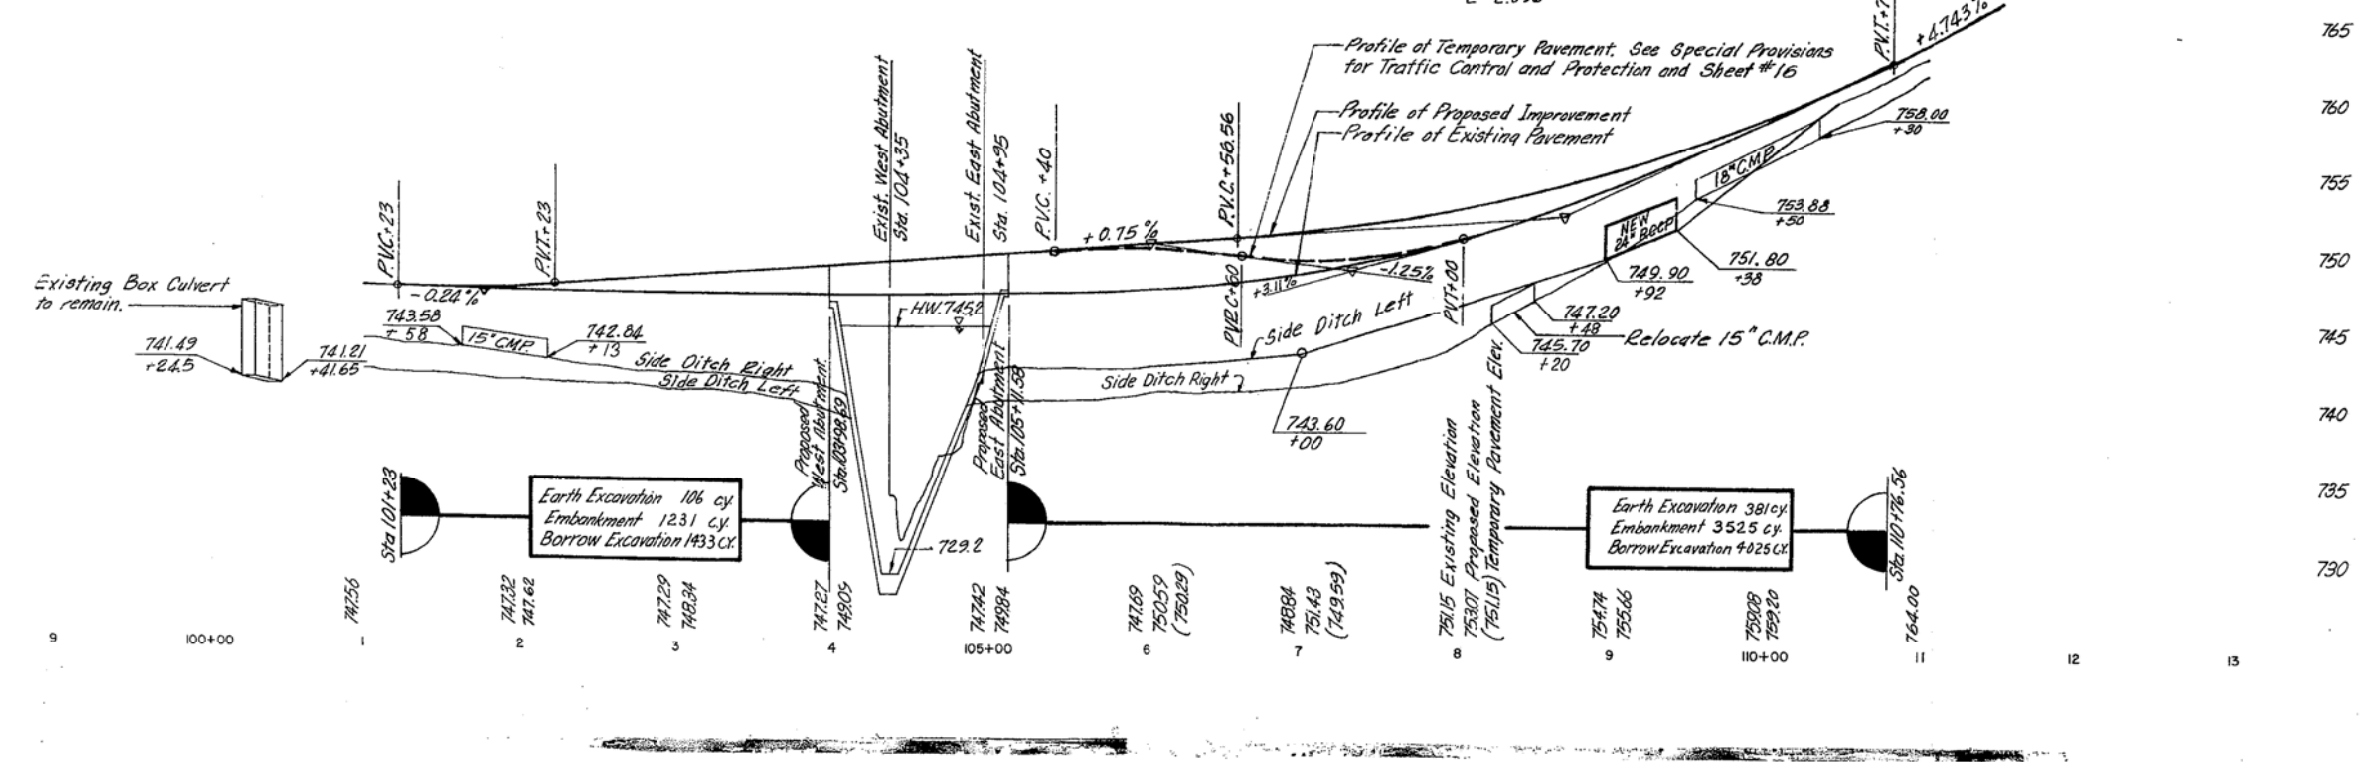 765
+4.743%
Profile of Temporary Pavement. See Special Provisions
for Traffic Control and Protection and Sheet #16
760
Profile of Proposed Improvement
Profile of Existing Pavement
758.00
+30
755
18" C.M.P.
753.88
+50
P.V.C. +23
P.V.T. +23
Exist. West Abutment
Sta. 104+35
Exist. East Abutment
Sta. 104+95
P.V.C. +40
+0.75%
P.V.C. +56.56
NEW
24"
751.80
+38
749.90
+92
750
Existing Box Culvert
to remain.
-0.24%
H.W. 745.2
+3.11%
-1.25%
+60
P.V.T. +00
Side Ditch Left
747.20
+48
Relocate 15" C.M.P.
745.70
+20
745
743.58
+58
15" C.M.P.
742.84
+13
741.49
+24.5
741.21
+41.65
Side Ditch Right
Side Ditch Left
Side Ditch Right
743.60
+00
740
Proposed
West Abutment
Sta. 103+98.69
Proposed
East Abutment
Sta. 105+11.58
735
730
Sta 101+23
Earth Excavation 106 cy.
Embankment 1231 c.y.
Borrow Excavation 1433 C.Y.
729.2
Earth Excavation 381 cy.
Embankment 3525 cy.
Borrow Excavation 4025 C.Y.
Sta. 110+76.56
747.56
747.32
747.62
747.29
748.34
747.27
749.09
747.42
749.84
747.69
750.59
(750.29)
748.84
751.43
(749.59)
751.15 Existing Elevation
753.07 Proposed Elevation
(751.15) Temporary Pavement Elev.
754.74
755.66
759.08
759.20
764.00
9 100+00 1 2 3 4 105+00 6 7 8 9 110+00 11 12 13